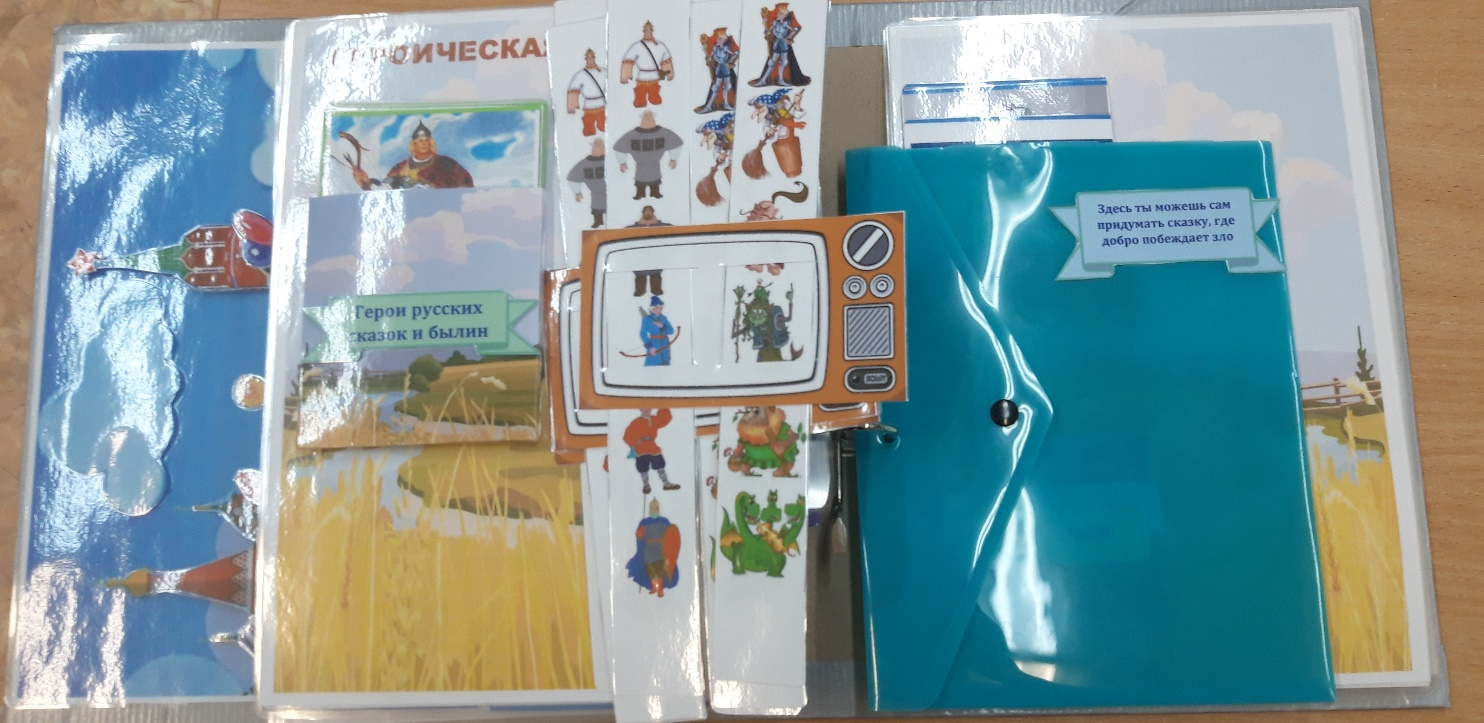 ГЕРОИЧЕСКАЯ
Герои русских
сказок и былин
Здесь ты можешь сам
придумать сказку, где
добро побеждает зло